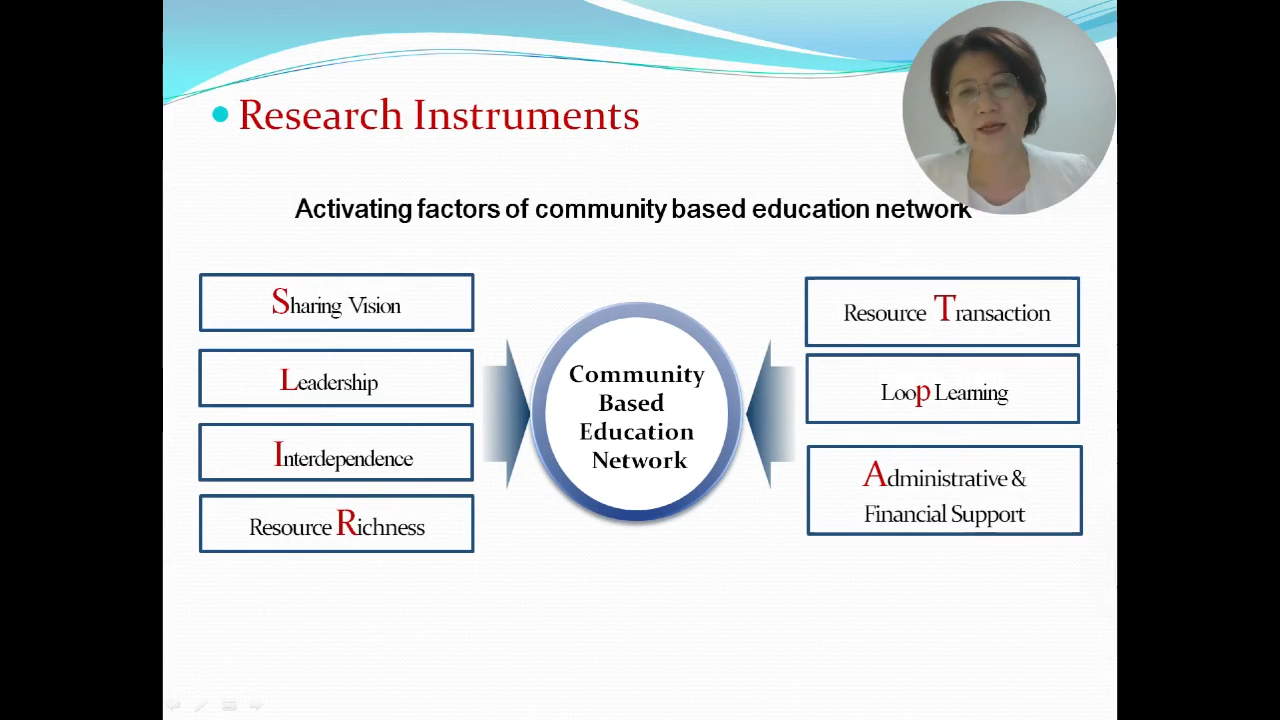 Research Instruments
Activating factors of community based education network
Sharing Vision
Leadership
Interdependence
Resource Richness
Community
Based
Education
Network
Resource Transaction
Loop Learning
Administrative &
Financial Support